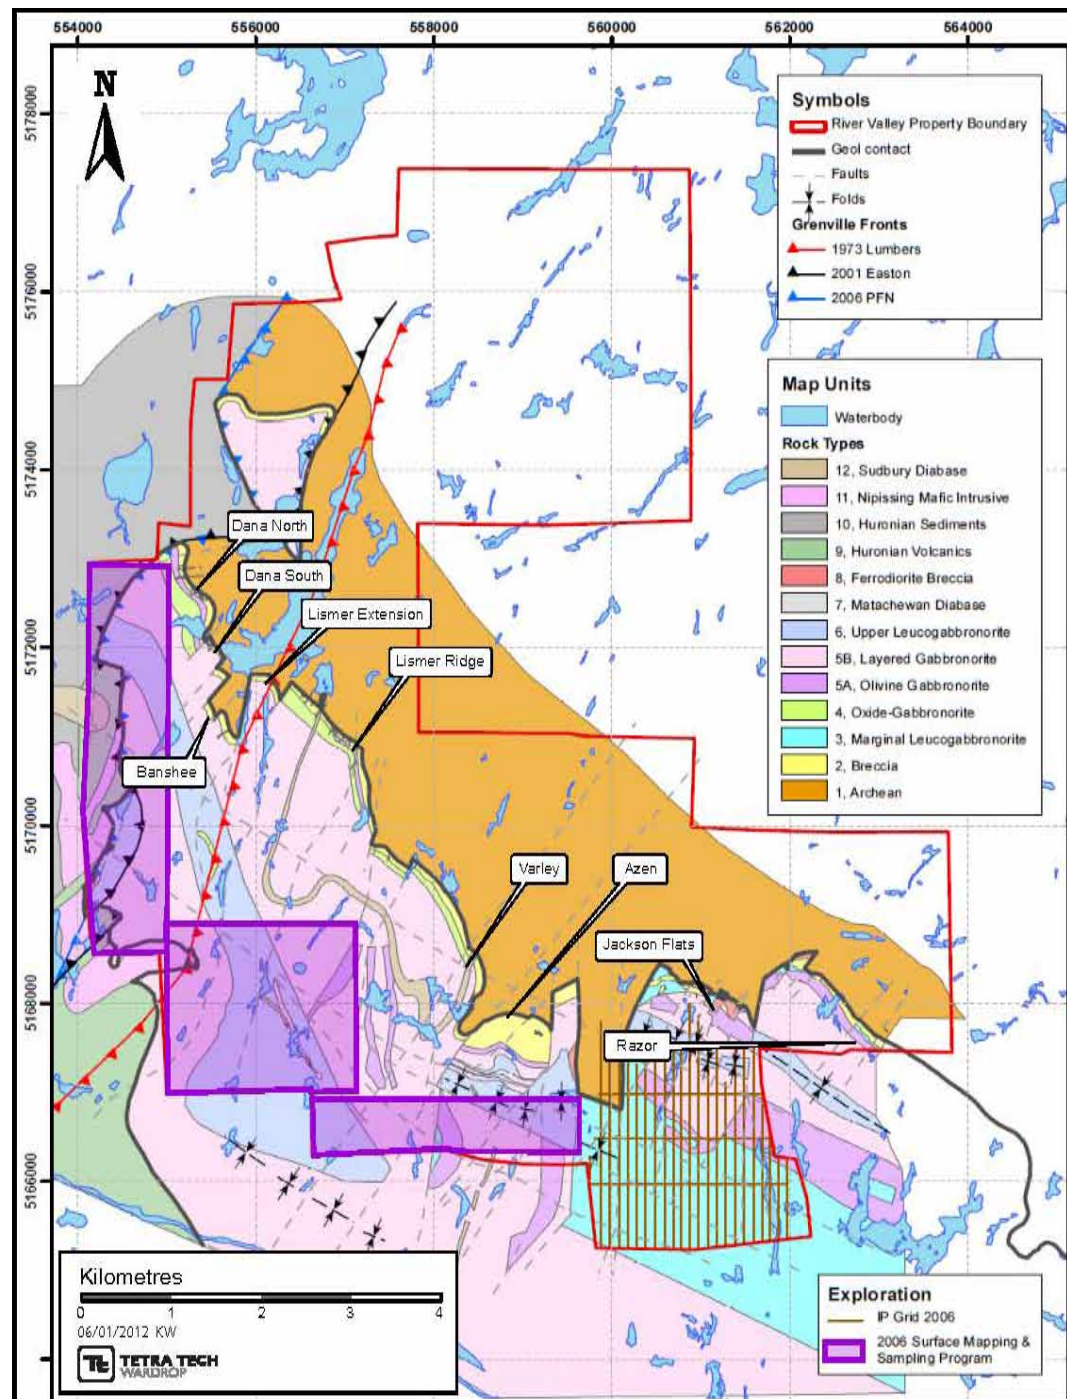 554000 556000 558000 560000 562000 564000
N
5178000
5176000
5174000
5172000
5170000
5168000
5166000
Symbols
River Valley Property Boundary
Geol contact
Faults
Folds
Grenville Fronts
1973 Lumbers
2001 Easton
2006 PFN
Map Units
Waterbody
Rock Types
12, Sudbury Diabase
11, Nipissing Mafic Intrusive
10, Huronian Sediments
9, Huronian Volcanics
8, Ferrodiorite Breccia
7, Matachewan Diabase
6, Upper Leucogabbronorite
5B, Layered Gabbronorite
5A, Olivine Gabbronorite
4, Oxide-Gabbronorite
3, Marginal Leucogabbronorite
2, Breccia
1, Archean
Dana North
Dana South
Lismer Extension
Lismer Ridge
Banshee
Varley
Azen
Jackson Flats
Razor
Kilometres
0 1 2 3 4
06/01/2012 KW
TETRA TECH
WARDROP
Exploration
IP Grid 2006
2006 Surface Mapping &
Sampling Program